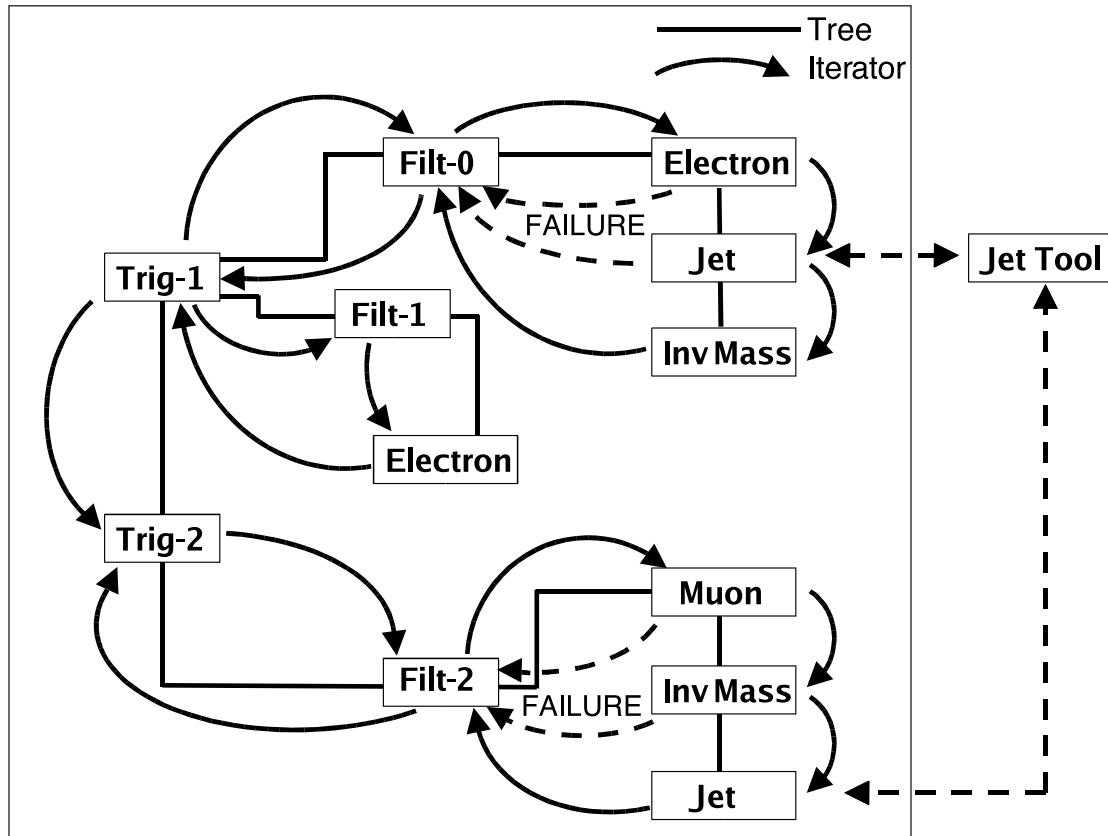 Tree
Iterator
Filt-0
Electron
FAILURE
Jet
Jet Tool
Trig-1
Filt-1
Inv Mass
Electron
Trig-2
Muon
Filt-2
Inv Mass
FAILURE
Jet